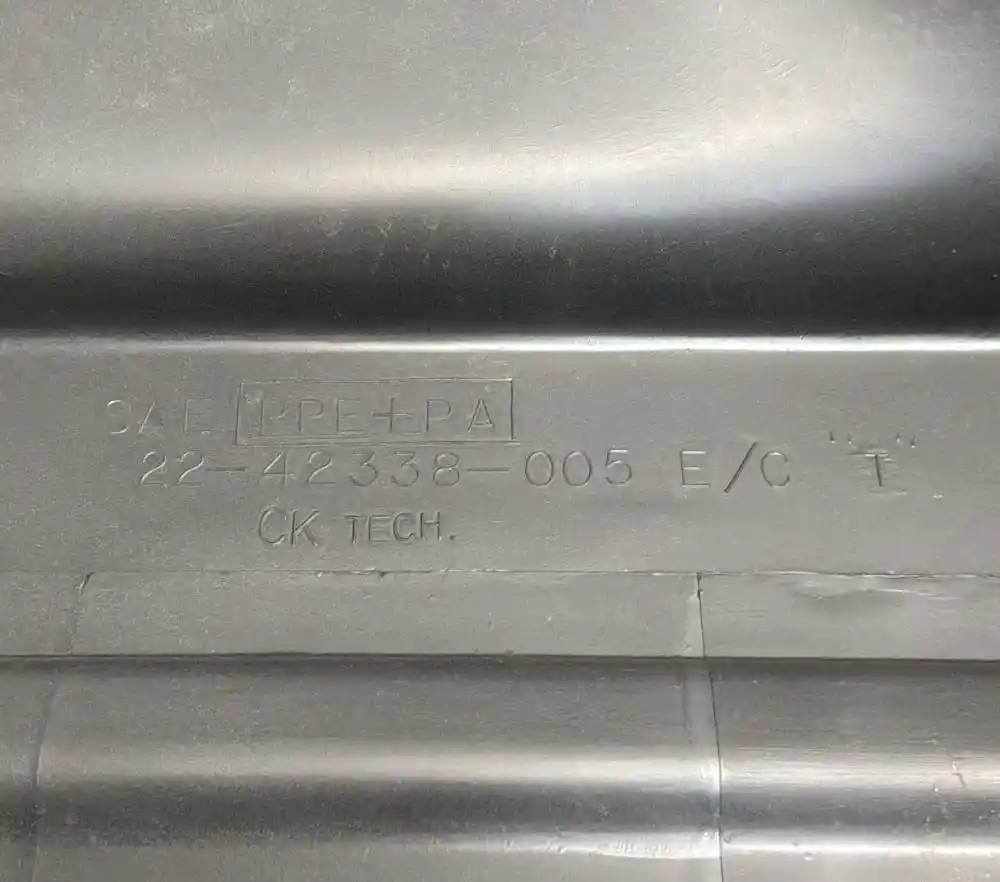 SAE PPE+PA
22-42338-005 E/C "T"
CK TECH.